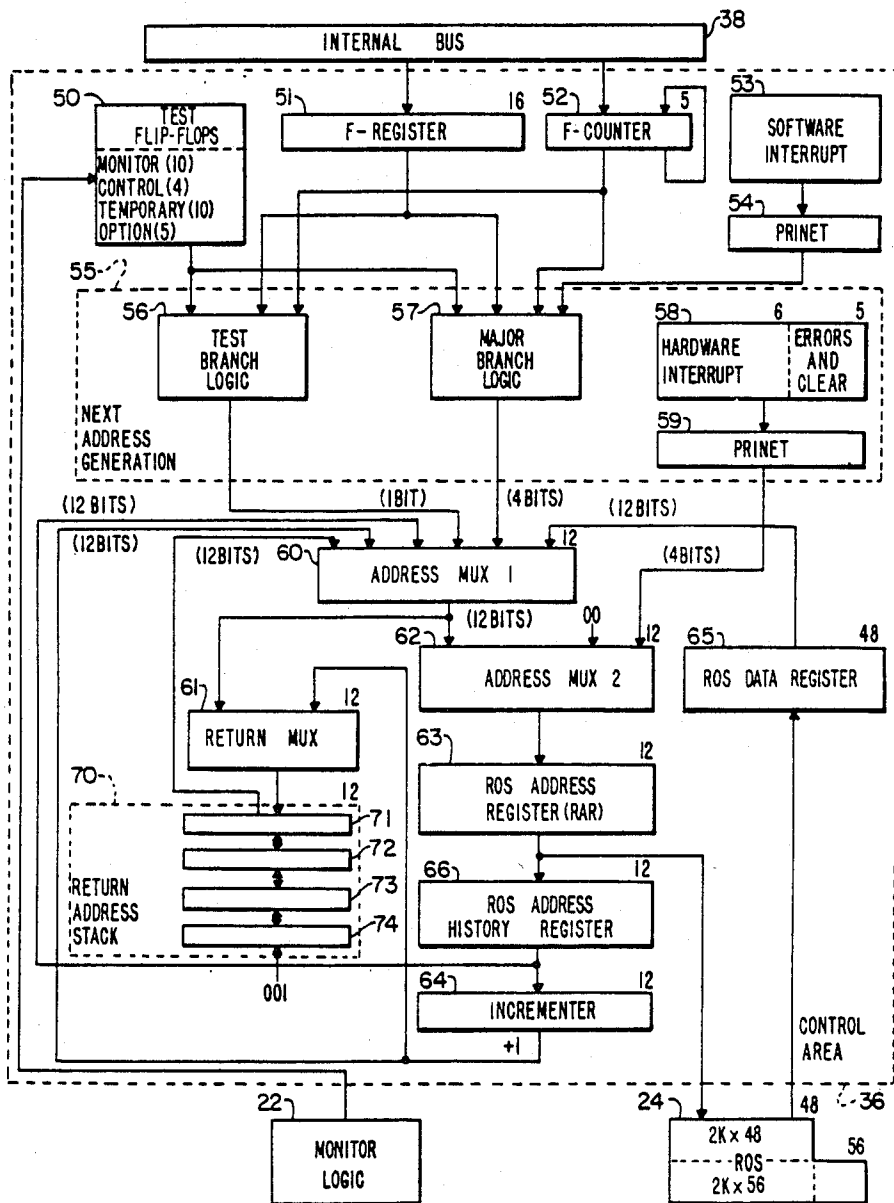 38
INTERNAL BUS
50
TEST
FLIP-FLOPS
MONITOR (10)
CONTROL (4)
TEMPORARY (10)
OPTION (5)
51
16
F-REGISTER
52
5
F-COUNTER
53
SOFTWARE
INTERRUPT
54
PRINET
55
56
TEST
BRANCH
LOGIC
57
MAJOR
BRANCH
LOGIC
58
6
5
HARDWARE
INTERRUPT
ERRORS
AND
CLEAR
59
PRINET
NEXT
ADDRESS
GENERATION
(12 BITS)
(1BIT)
(4BITS)
(12BITS)
(12BITS)
(12BITS)
60
12
ADDRESS MUX 1
(4BITS)
(12BITS)
62
00
12
ADDRESS MUX 2
65
48
ROS DATA REGISTER
61
12
RETURN MUX
63
12
ROS ADDRESS
REGISTER (RAR)
70
12
71
72
73
74
RETURN
ADDRESS
STACK
001
66
12
ROS ADDRESS
HISTORY REGISTER
64
12
INCREMENTER
+1
CONTROL
AREA
36
22
MONITOR
LOGIC
24
48
2K x 48
56
ROS
2K x 56